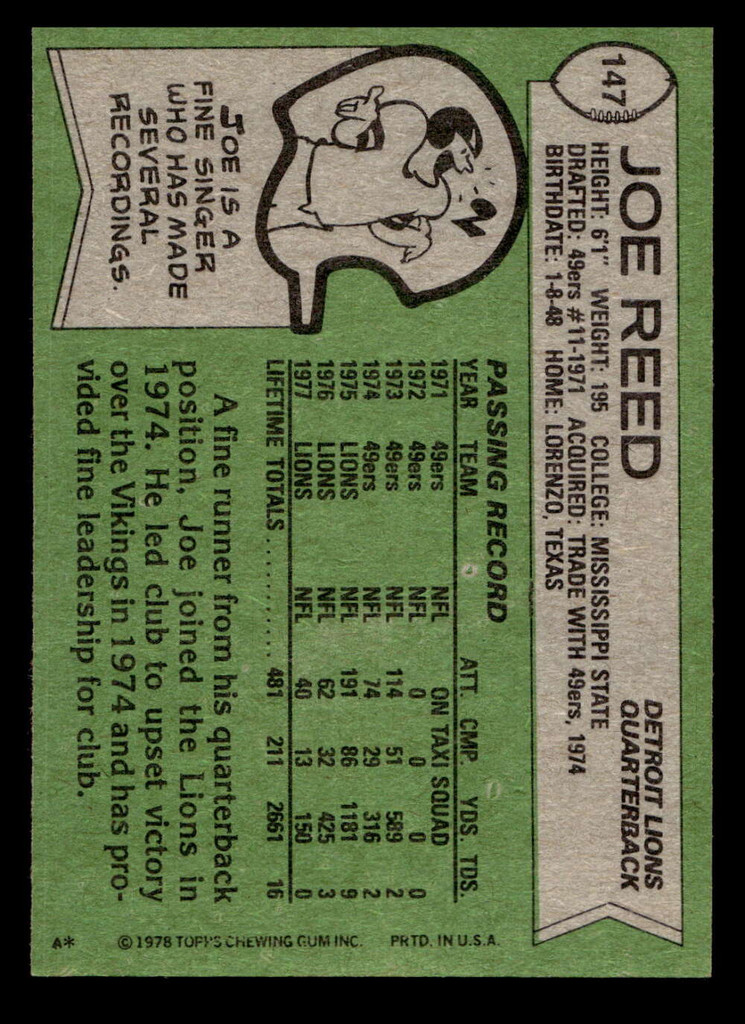 147
JOE REED
DETROIT LIONS
QUARTERBACK
HEIGHT: 6'1" WEIGHT: 195 COLLEGE: MISSISSIPPI STATE
DRAFTED: 49ers #11-1971 ACQUIRED: TRADE WITH 49ers, 1974
BIRTHDATE: 1-8-48 HOME: LORENZO, TEXAS
JOE IS A
FINE SINGER
WHO HAS MADE
SEVERAL
RECORDINGS.
PASSING RECORD
YEAR TEAM ATT. CMP. YDS. TDS.
1971 49ers NFL ON TAXI SQUAD
1972 49ers NFL 0 0 0 0
1973 49ers NFL 114 51 589 2
1974 49ers NFL 74 29 316 2
1975 LIONS NFL 191 86 1181 9
1976 LIONS NFL 62 32 425 3
1977 LIONS NFL 40 13 150 0
LIFETIME TOTALS............ 481 211 2661 16
A fine runner from his quarterback
position, Joe joined the Lions in
1974. He led club to upset victory
over the Vikings in 1974 and has pro-
vided fine leadership for club.
A* © 1978 TOPPS CHEWING GUM INC. PRTD. IN U.S.A.